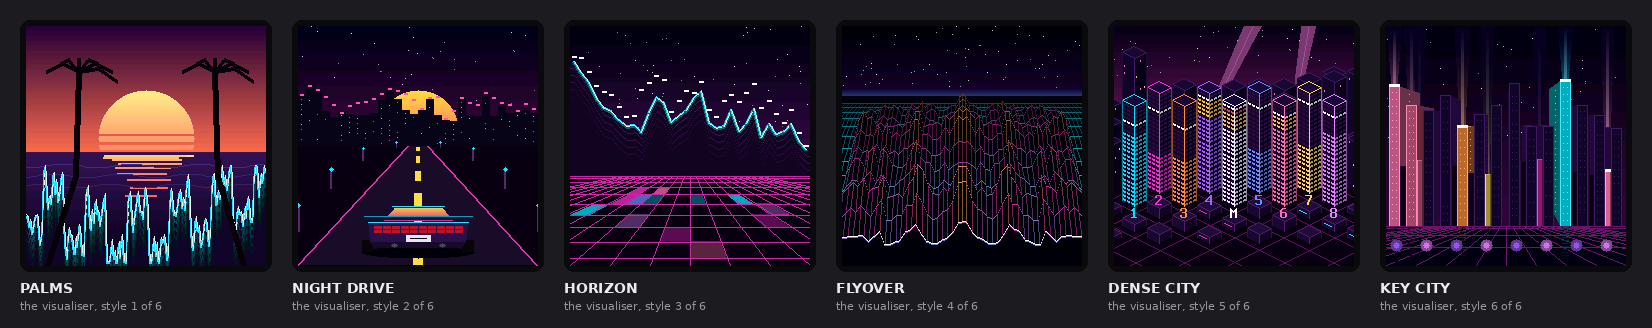 1 2 3 4 M 5 6 7 8
PALMS
the visualiser, style 1 of 6
NIGHT DRIVE
the visualiser, style 2 of 6
HORIZON
the visualiser, style 3 of 6
FLYOVER
the visualiser, style 4 of 6
DENSE CITY
the visualiser, style 5 of 6
KEY CITY
the visualiser, style 6 of 6